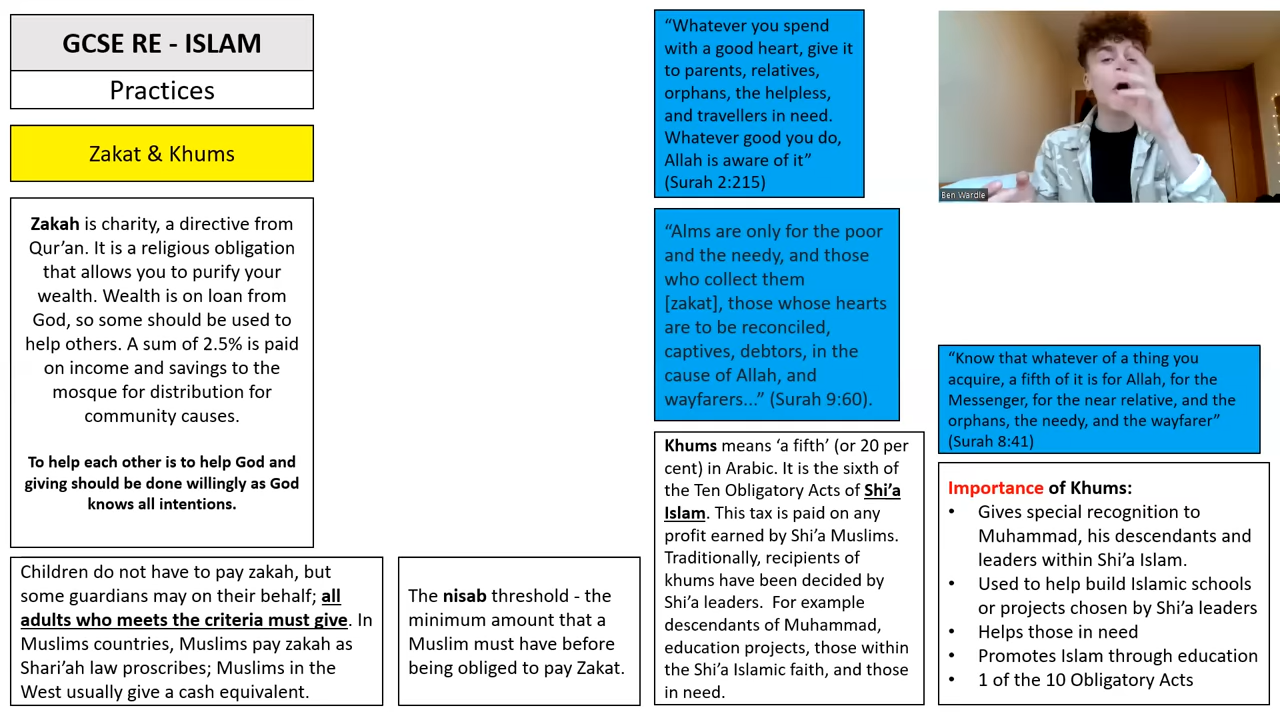 GCSE RE - ISLAM
Practices
Zakat & Khums
Zakah is charity, a directive from
Qur'an. It is a religious obligation
that allows you to purify your
wealth. Wealth is on loan from
God, so some should be used to
help others. A sum of 2.5% is paid
on income and savings to the
mosque for distribution for
community causes.
To help each other is to help God and
giving should be done willingly as God
knows all intentions.
Children do not have to pay zakah, but
some guardians may on their behalf; all
adults who meets the criteria must give. In
Muslims countries, Muslims pay zakah as
Shari'ah law proscribes; Muslims in the
West usually give a cash equivalent.
The nisab threshold - the
minimum amount that a
Muslim must have before
being obliged to pay Zakat.
“Whatever you spend
with a good heart, give it
to parents, relatives,
orphans, the helpless,
and travellers in need.
Whatever good you do,
Allah is aware of it”
(Surah 2:215)
“Alms are only for the poor
and the needy, and those
who collect them
[zakat], those whose hearts
are to be reconciled,
captives, debtors, in the
cause of Allah, and
wayfarers...” (Surah 9:60).
Khums means ‘a fifth’ (or 20 per
cent) in Arabic. It is the sixth of
the Ten Obligatory Acts of Shi’a
Islam. This tax is paid on any
profit earned by Shi’a Muslims.
Traditionally, recipients of
khums have been decided by
Shi’a leaders.  For example
descendants of Muhammad,
education projects, those within
the Shi’a Islamic faith, and those
in need.
Ben Wardle
“Know that whatever of a thing you
acquire, a fifth of it is for Allah, for the
Messenger, for the near relative, and the
orphans, the needy, and the wayfarer”
(Surah 8:41)
Importance of Khums:
• Gives special recognition to
Muhammad, his descendants and
leaders within Shi’a Islam.
• Used to help build Islamic schools
or projects chosen by Shi’a leaders
• Helps those in need
• Promotes Islam through education
• 1 of the 10 Obligatory Acts